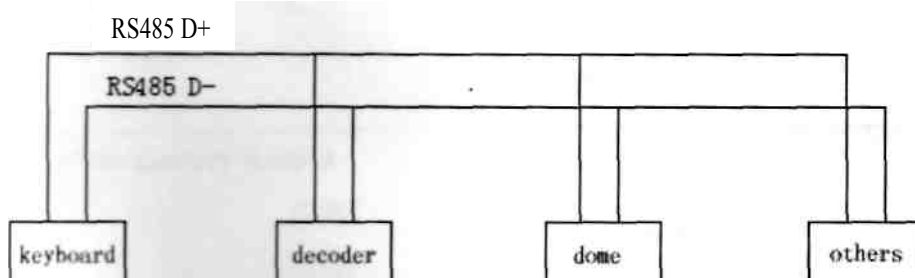 RS485 D+
RS485 D-
keyboard
decoder
dome
others